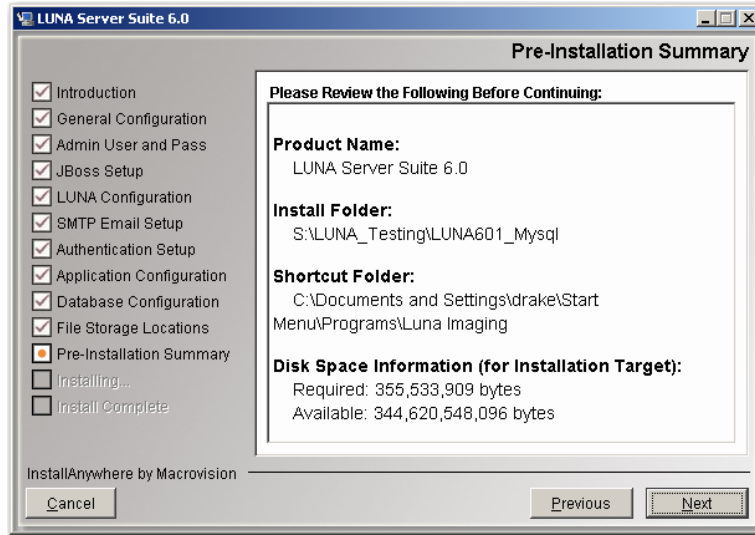 LUNA Server Suite 6.0
Pre-Installation Summary
Introduction
General Configuration
Admin User and Pass
JBoss Setup
LUNA Configuration
SMTP Email Setup
Authentication Setup
Application Configuration
Database Configuration
File Storage Locations
Pre-Installation Summary
Installing...
Install Complete
Please Review the Following Before Continuing:
Product Name:
LUNA Server Suite 6.0
Install Folder:
S:\LUNA_Testing\LUNA601_Mysql
Shortcut Folder:
C:\Documents and Settings\drake\Start
Menu\Programs\Luna Imaging
Disk Space Information (for Installation Target):
Required: 355,533,909 bytes
Available: 344,620,548,096 bytes
InstallAnywhere by Macrovision
Cancel
Previous
Next